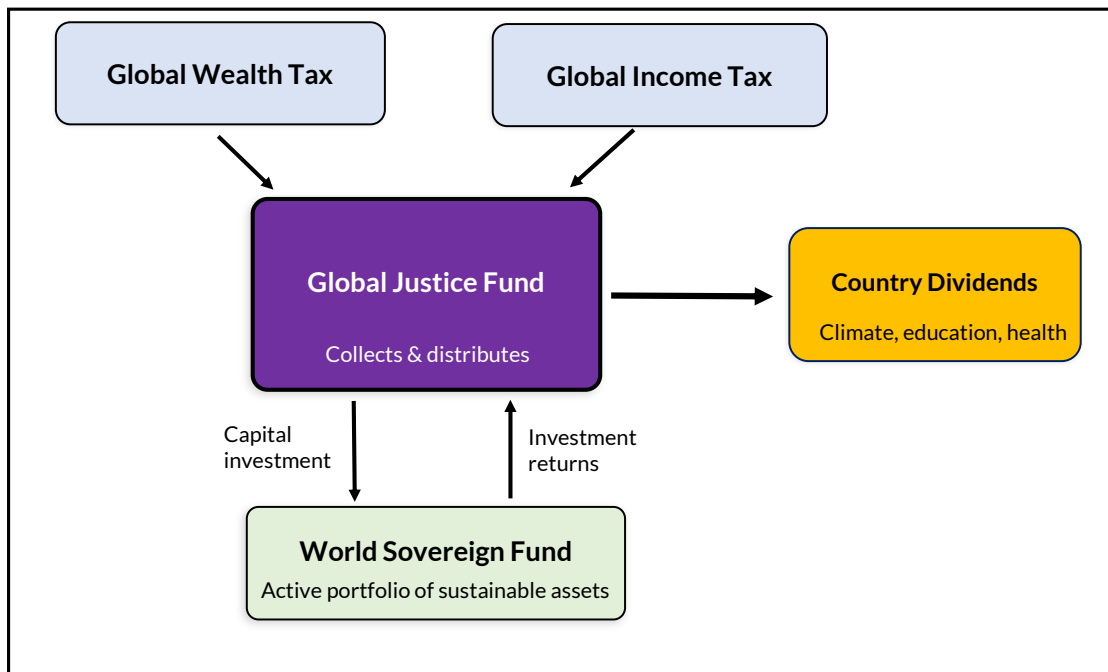 Global Wealth Tax
Global Income Tax
Global Justice Fund
Collects & distributes
Country Dividends
Climate, education, health
Capital
investment
Investment
returns
World Sovereign Fund
Active portfolio of sustainable assets